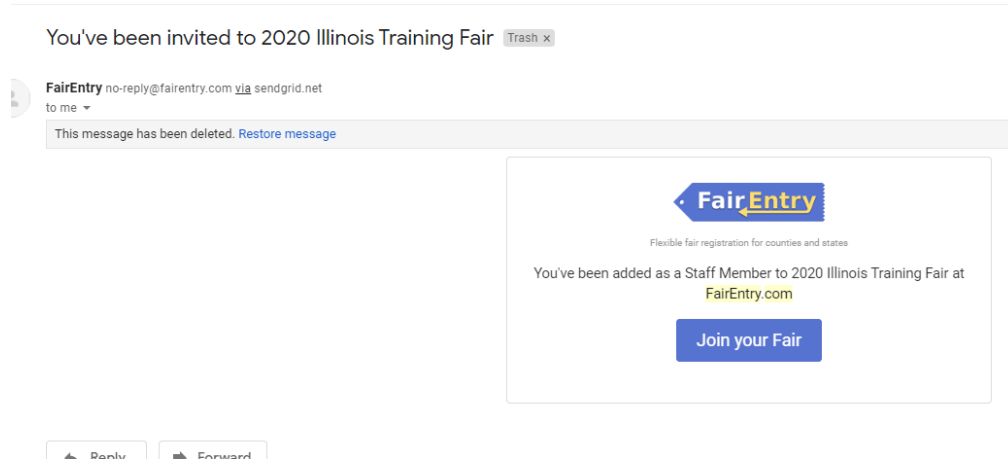 You've been invited to 2020 Illinois Training Fair Trash ×
FairEntry no-reply@fairentry.com via sendgrid.net
to me
This message has been deleted. Restore message
FairEntry
Flexible fair registration for counties and states
You've been added as a Staff Member to 2020 Illinois Training Fair at
FairEntry.com
Join your Fair
Reply Forward